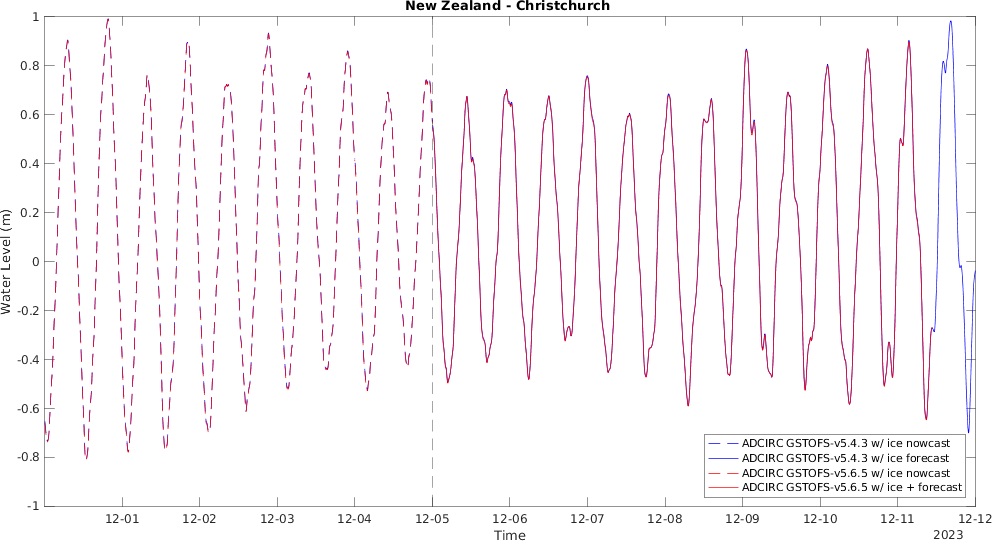 New Zealand - Christchurch
1
0.8
0.6
0.4
0.2
0
-0.2
-0.4
-0.6
-0.8
-1
Water Level (m)
ADCIRC GSTOFS-v5.4.3 w/ ice nowcast
ADCIRC GSTOFS-v5.4.3 w/ ice forecast
ADCIRC GSTOFS-v5.6.5 w/ ice nowcast
ADCIRC GSTOFS-v5.6.5 w/ ice + forecast
12-01 12-02 12-03 12-04 12-05 12-06 12-07 12-08 12-09 12-10 12-11 12-12
Time
2023